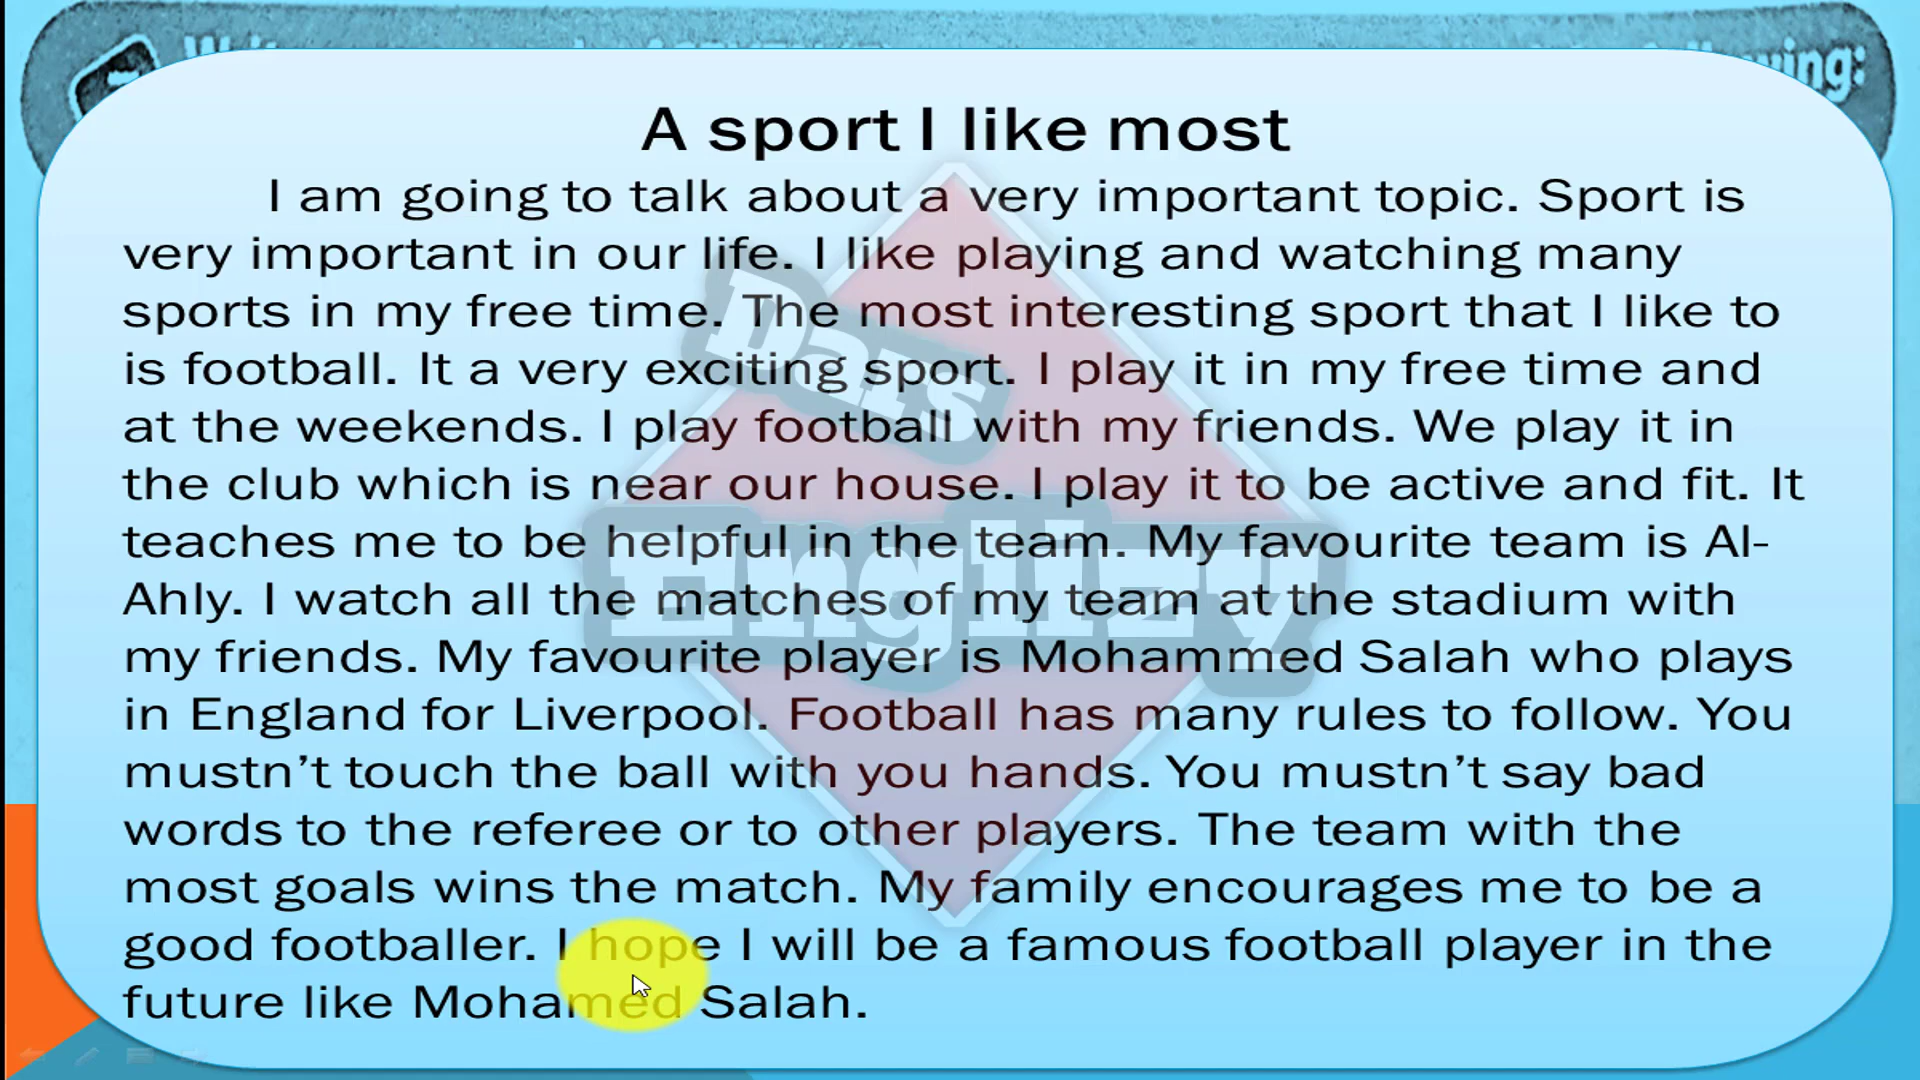 wing:
A sport I like most
I am going to talk about a very important topic. Sport is
very important in our life. I like playing and watching many
sports in my free time. The most interesting sport that I like to
is football. It a very exciting sport. I play it in my free time and
at the weekends. I play football with my friends. We play it in
the club which is near our house. I play it to be active and fit. It
teaches me to be helpful in the team. My favourite team is Al-
Ahly. I watch all the matches of my team at the stadium with
my friends. My favourite player is Mohammed Salah who plays
in England for Liverpool. Football has many rules to follow. You
mustn’t touch the ball with you hands. You mustn’t say bad
words to the referee or to other players. The team with the
most goals wins the match. My family encourages me to be a
good footballer. I hope I will be a famous football player in the
future like Mohamed Salah.
Dars
Englizy